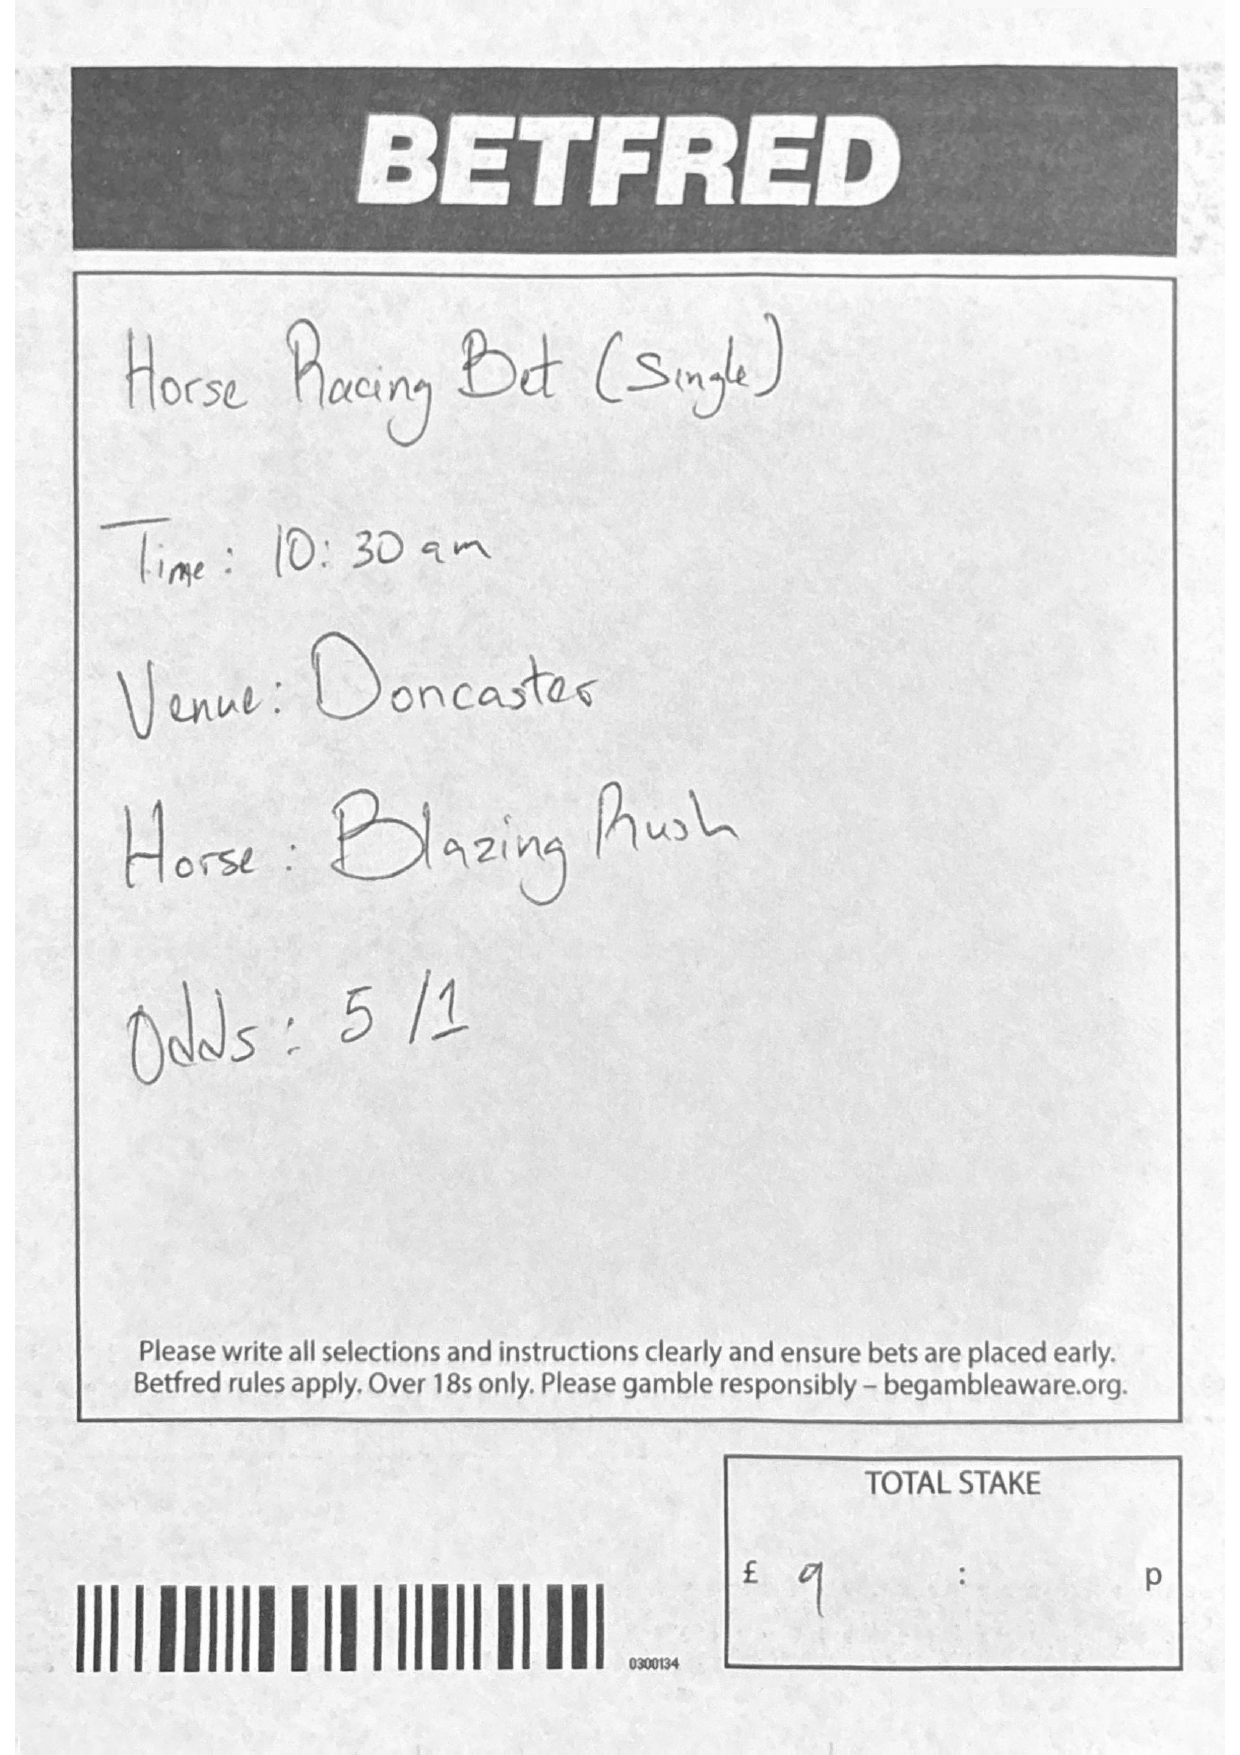 BETFRED
Horse Racing Bet (Single)
Time: 10:30 am
Venue: Doncaster
Horse: Blazing Rush
Odds: 5/1
Please write all selections and instructions clearly and ensure bets are placed early.
Betfred rules apply. Over 18s only. Please gamble responsibly – begambleaware.org.
TOTAL STAKE
£ 9 : p
0300134